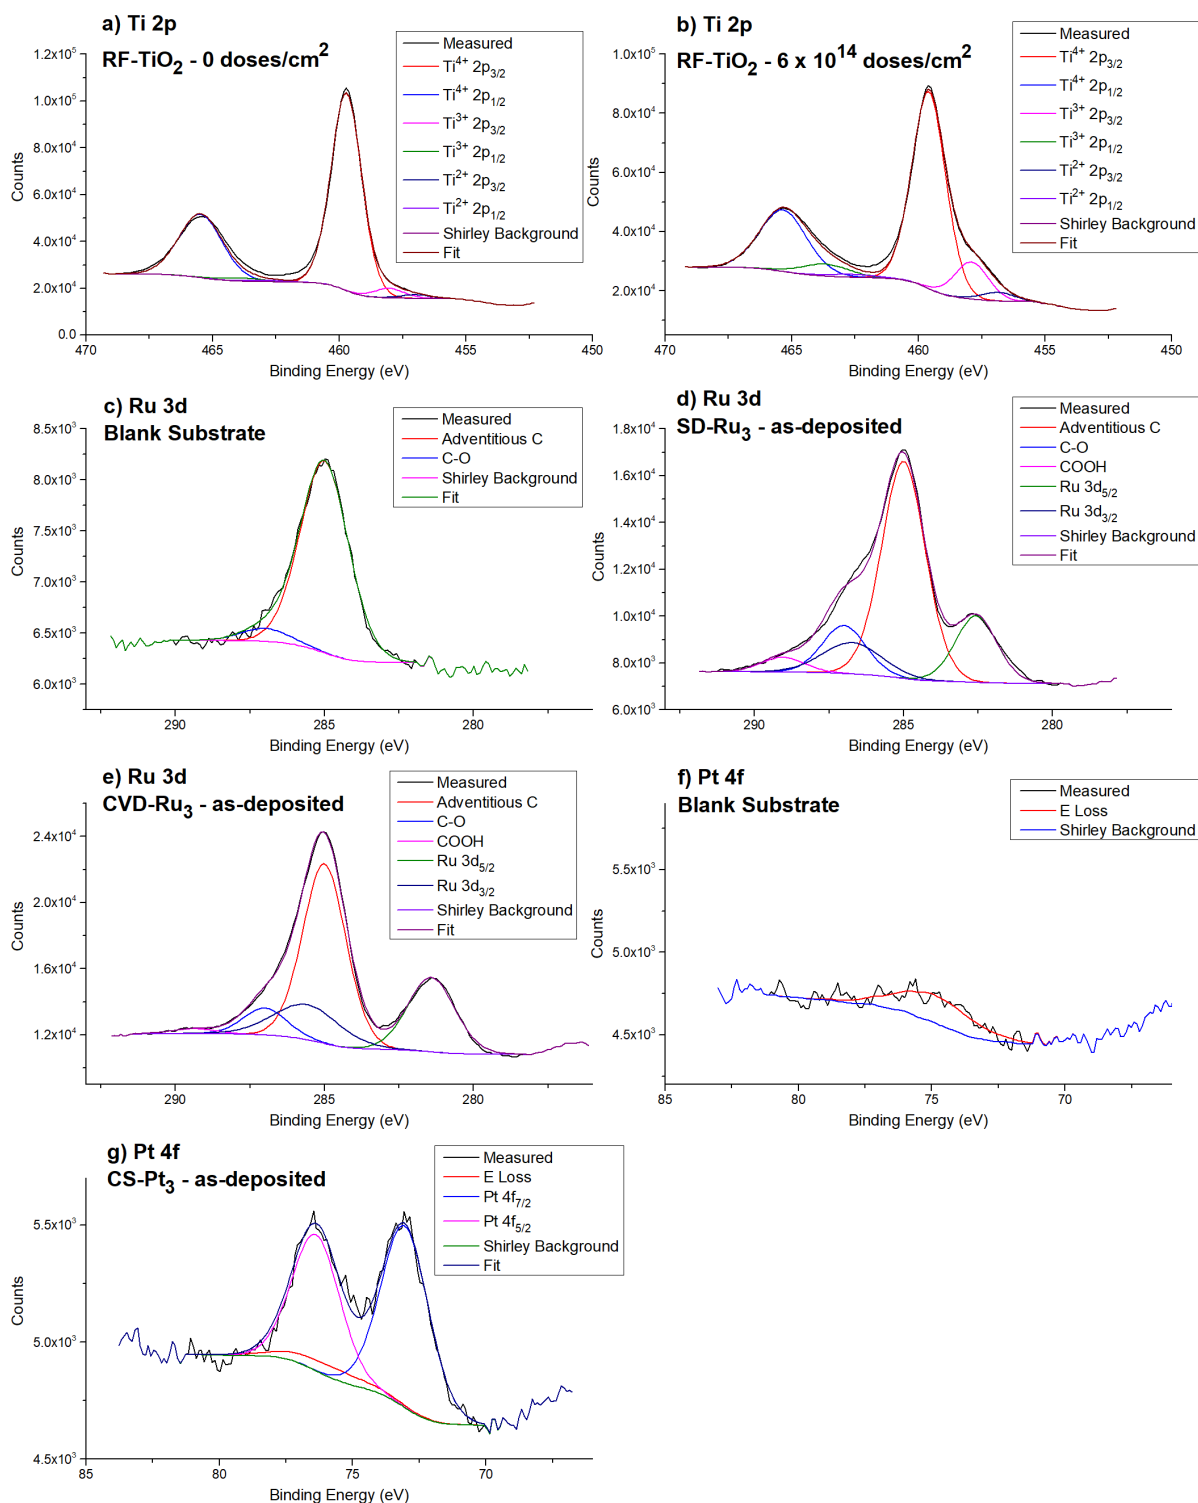 a) Ti 2p
RF-TiO₂ - 0 doses/cm²
Measured
Ti⁴⁺ 2p₃/₂
Ti⁴⁺ 2p₁/₂
Ti³⁺ 2p₃/₂
Ti³⁺ 2p₁/₂
Ti²⁺ 2p₃/₂
Ti²⁺ 2p₁/₂
Shirley Background
Fit
1.2x10⁵
1.0x10⁵
8.0x10⁴
6.0x10⁴
4.0x10⁴
2.0x10⁴
0.0
Counts
470 465 460 455 450
Binding Energy (eV)
b) Ti 2p
RF-TiO₂ - 6 x 10¹⁴ doses/cm²
Measured
Ti⁴⁺ 2p₃/₂
Ti⁴⁺ 2p₁/₂
Ti³⁺ 2p₃/₂
Ti³⁺ 2p₁/₂
Ti²⁺ 2p₃/₂
Ti²⁺ 2p₁/₂
Shirley Background
Fit
1.0x10⁵
8.0x10⁴
6.0x10⁴
4.0x10⁴
2.0x10⁴
Counts
470 465 460 455 450
Binding Energy (eV)
c) Ru 3d
Blank Substrate
Measured
Adventitious C
C-O
Shirley Background
Fit
8.5x10³
8.0x10³
7.5x10³
7.0x10³
6.5x10³
6.0x10³
Counts
290 285 280
Binding Energy (eV)
d) Ru 3d
SD-Ru₃ - as-deposited
Measured
Adventitious C
C-O
COOH
Ru 3d₅/₂
Ru 3d₃/₂
Shirley Background
Fit
1.8x10⁴
1.6x10⁴
1.4x10⁴
1.2x10⁴
1.0x10⁴
8.0x10³
6.0x10³
Counts
290 285 280
Binding Energy (eV)
e) Ru 3d
CVD-Ru₃ - as-deposited
Measured
Adventitious C
C-O
COOH
Ru 3d₅/₂
Ru 3d₃/₂
Shirley Background
Fit
2.4x10⁴
2.0x10⁴
1.6x10⁴
1.2x10⁴
Counts
290 285 280
Binding Energy (eV)
f) Pt 4f
Blank Substrate
Measured
E Loss
Shirley Background
5.5x10³
5.0x10³
4.5x10³
Counts
85 80 75 70
Binding Energy (eV)
g) Pt 4f
CS-Pt₃ - as-deposited
Measured
E Loss
Pt 4f₇/₂
Pt 4f₅/₂
Shirley Background
Fit
5.5x10³
5.0x10³
4.5x10³
Counts
85 80 75 70
Binding Energy (eV)